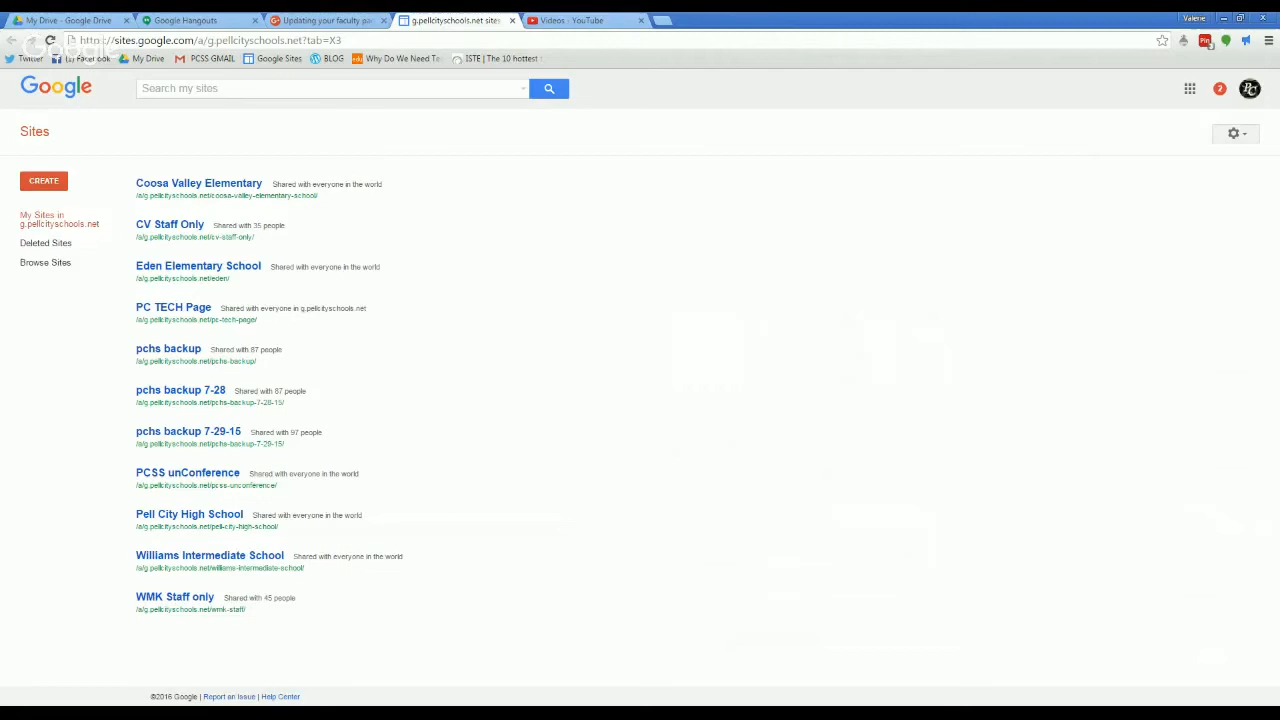 My Drive - Google Drive
Google Hangouts
Updating your faculty pa
g.pellcityschools.net sites
Videos - YouTube
Valerie
http://sites.google.com/a/g.pellcityschools.net?tab=X3
Twitter
Facebook
My Drive
PCSS GMAIL
Google Sites
BLOG
Why Do We Need To
ISTE | The 10 hottest
Google
Search my sites
Sites
CREATE
My Sites in
g.pellcityschools.net
Deleted Sites
Browse Sites
Coosa Valley Elementary Shared with everyone in the world
/a/g.pellcityschools.net/coosa-valley-elementary-school/
CV Staff Only Shared with 35 people
/a/g.pellcityschools.net/cv-staff-only/
Eden Elementary School Shared with everyone in the world
/a/g.pellcityschools.net/eden/
PC TECH Page Shared with everyone in g.pellcityschools.net
/a/g.pellcityschools.net/pc-tech-page/
pchs backup Shared with 87 people
/a/g.pellcityschools.net/pchs-backup/
pchs backup 7-28 Shared with 87 people
/a/g.pellcityschools.net/pchs-backup-7-28-15/
pchs backup 7-29-15 Shared with 97 people
/a/g.pellcityschools.net/pchs-backup-7-29-15/
PCSS unConference Shared with everyone in the world
/a/g.pellcityschools.net/pcss-unconference/
Pell City High School Shared with everyone in the world
/a/g.pellcityschools.net/pell-city-high-school/
Williams Intermediate School Shared with everyone in the world
/a/g.pellcityschools.net/williams-intermediate-school/
WMK Staff only Shared with 45 people
/a/g.pellcityschools.net/wmk-staff/
©2016 Google | Report an Issue | Help Center